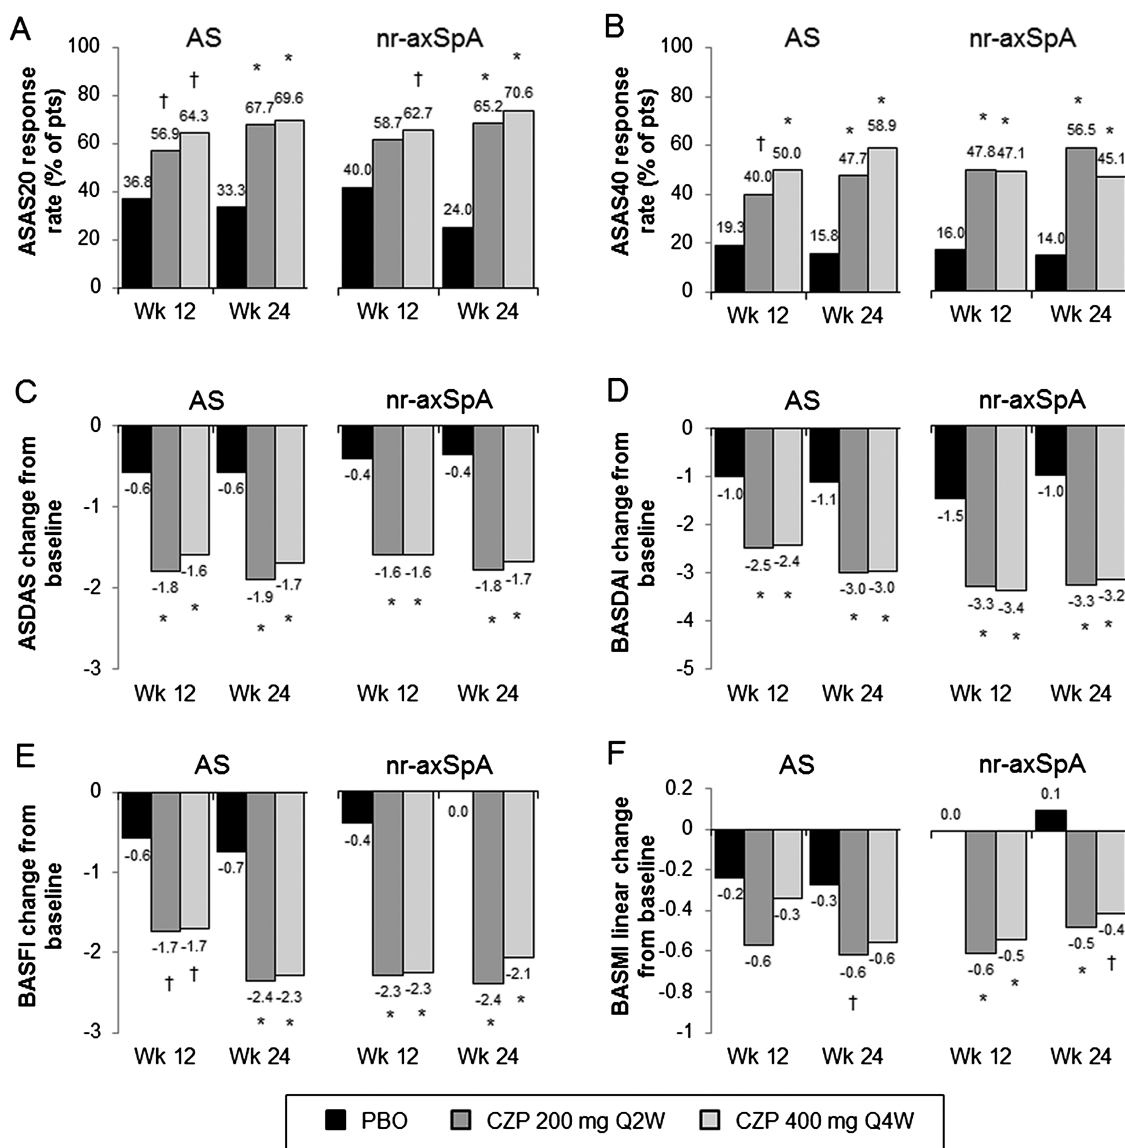 A
AS
nr-axSpA
ASAS20 response
rate (% of pts)
100
80
60
40
20
0
36.8
†
56.9
†
64.3
33.3
*
67.7
*
69.6
40.0
58.7
†
62.7
24.0
*
65.2
*
70.6
Wk 12
Wk 24
Wk 12
Wk 24
B
AS
nr-axSpA
ASAS40 response
rate (% of pts)
100
80
60
40
20
0
19.3
†
40.0
*
50.0
15.8
*
47.7
*
58.9
16.0
*
47.8
*
47.1
14.0
*
56.5
*
45.1
Wk 12
Wk 24
Wk 12
Wk 24
C
AS
nr-axSpA
ASDAS change from
baseline
0
-1
-2
-3
-0.6
-1.8
*
-1.6
*
-0.6
-1.9
*
-1.7
*
-0.4
-1.6
*
-1.6
*
-0.4
-1.8
*
-1.7
*
Wk 12
Wk 24
Wk 12
Wk 24
D
AS
nr-axSpA
BASDAI change from
baseline
0
-1
-2
-3
-4
-5
-1.0
-2.5
*
-2.4
*
-1.1
-3.0
*
-3.0
*
-1.5
-3.3
*
-3.4
*
-1.0
-3.3
*
-3.2
*
Wk 12
Wk 24
Wk 12
Wk 24
E
AS
nr-axSpA
BASFI change from
baseline
0
-1
-2
-3
-0.6
-1.7
†
-1.7
†
-0.7
-2.4
*
-2.3
*
-0.4
-2.3
*
-2.3
*
0.0
-2.4
*
-2.1
*
Wk 12
Wk 24
Wk 12
Wk 24
F
AS
nr-axSpA
BASMI linear change
from baseline
0.2
0
-0.2
-0.4
-0.6
-0.8
-1
-0.2
-0.6
-0.3
-0.3
-0.6
†
-0.6
0.0
-0.6
*
-0.5
*
0.1
-0.5
*
-0.4
†
Wk 12
Wk 24
Wk 12
Wk 24
PBO
CZP 200 mg Q2W
CZP 400 mg Q4W